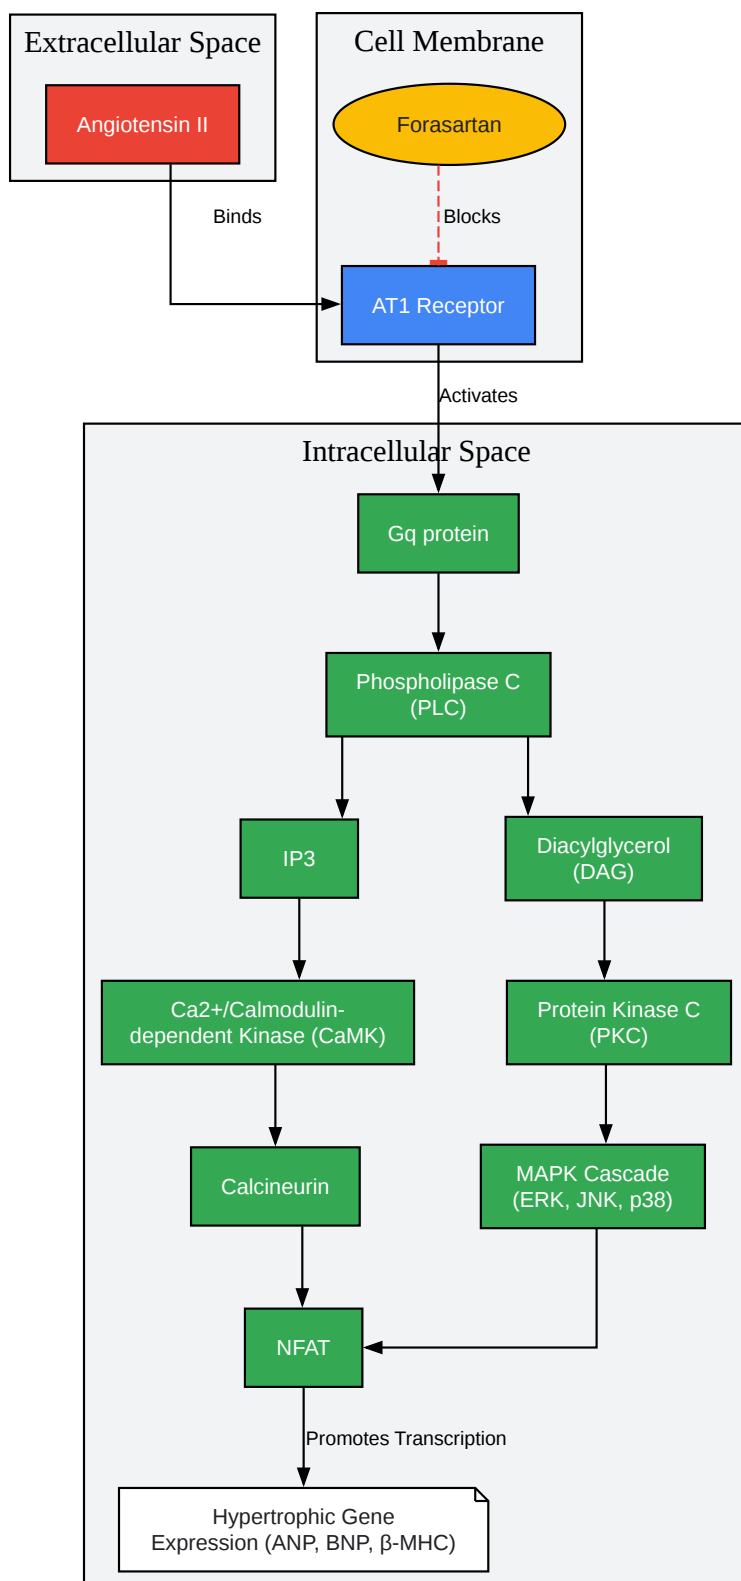 Extracellular Space
Cell Membrane
Angiotensin II
Forasartan
Binds
Blocks
AT1 Receptor
Activates
Intracellular Space
Gq protein
Phospholipase C
(PLC)
IP3
Diacylglycerol
(DAG)
Ca2+/Calmodulin-
dependent Kinase (CaMK)
Protein Kinase C
(PKC)
Calcineurin
MAPK Cascade
(ERK, JNK, p38)
NFAT
Promotes Transcription
Hypertrophic Gene
Expression (ANP, BNP, β-MHC)